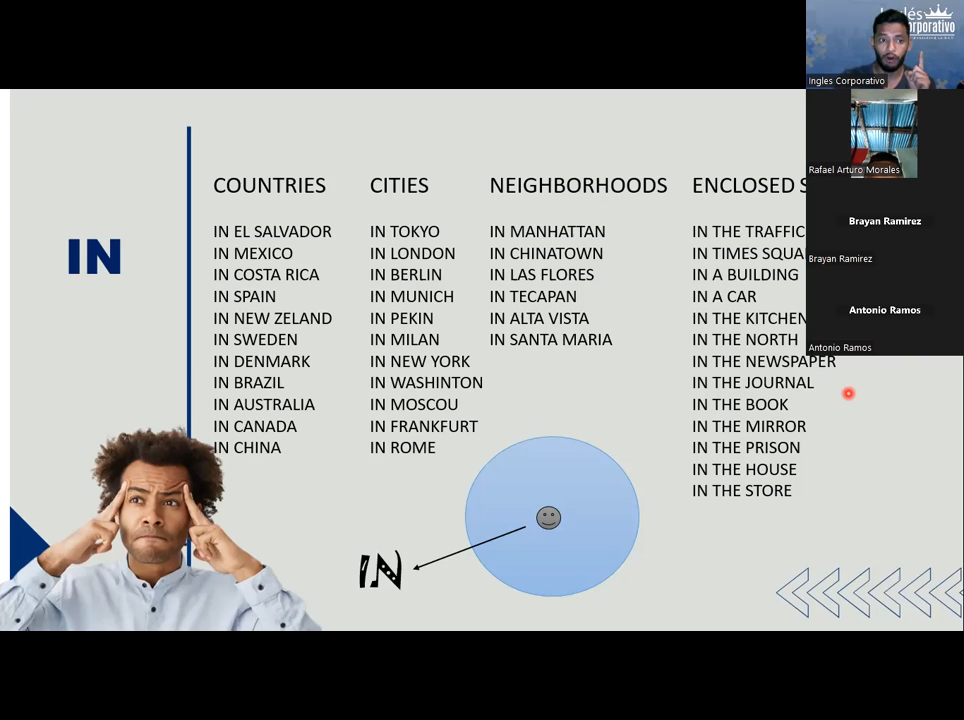 Inglés
Corporativo
Ingles Corporativo
Rafael Arturo Morales
Brayan Ramirez
Brayan Ramirez
Antonio Ramos
Antonio Ramos
IN
COUNTRIES
IN EL SALVADOR
IN MEXICO
IN COSTA RICA
IN SPAIN
IN NEW ZELAND
IN SWEDEN
IN DENMARK
IN BRAZIL
IN AUSTRALIA
IN CANADA
IN CHINA
CITIES
IN TOKYO
IN LONDON
IN BERLIN
IN MUNICH
IN PEKIN
IN MILAN
IN NEW YORK
IN WASHINTON
IN MOSCOU
IN FRANKFURT
IN ROME
NEIGHBORHOODS
IN MANHATTAN
IN CHINATOWN
IN LAS FLORES
IN TECAPAN
IN ALTA VISTA
IN SANTA MARIA
ENCLOSED S
IN THE TRAFFIC
IN TIMES SQUA
IN A BUILDING
IN A CAR
IN THE KITCHEN
IN THE NORTH
IN THE NEWSPAPER
IN THE JOURNAL
IN THE BOOK
IN THE MIRROR
IN THE PRISON
IN THE HOUSE
IN THE STORE
IN